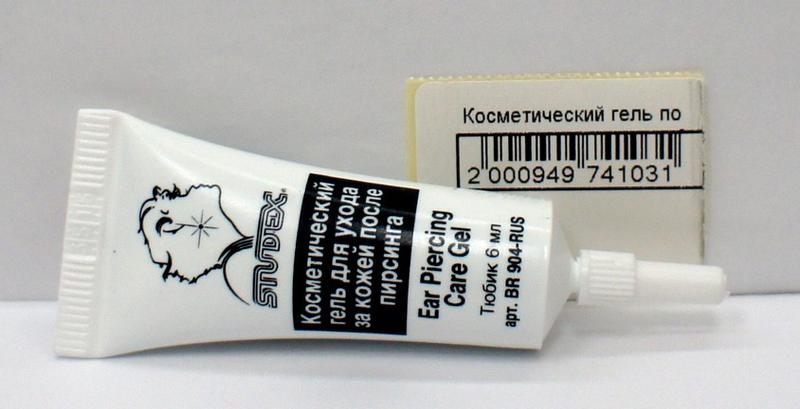 Косметический гель по
2 000949 741031
STUDEX®
Косметический
гель для ухода
за кожей после
пирсинга
Ear Piercing
Care Gel
Тюбик 6 мл
арт. BR 904-RUS